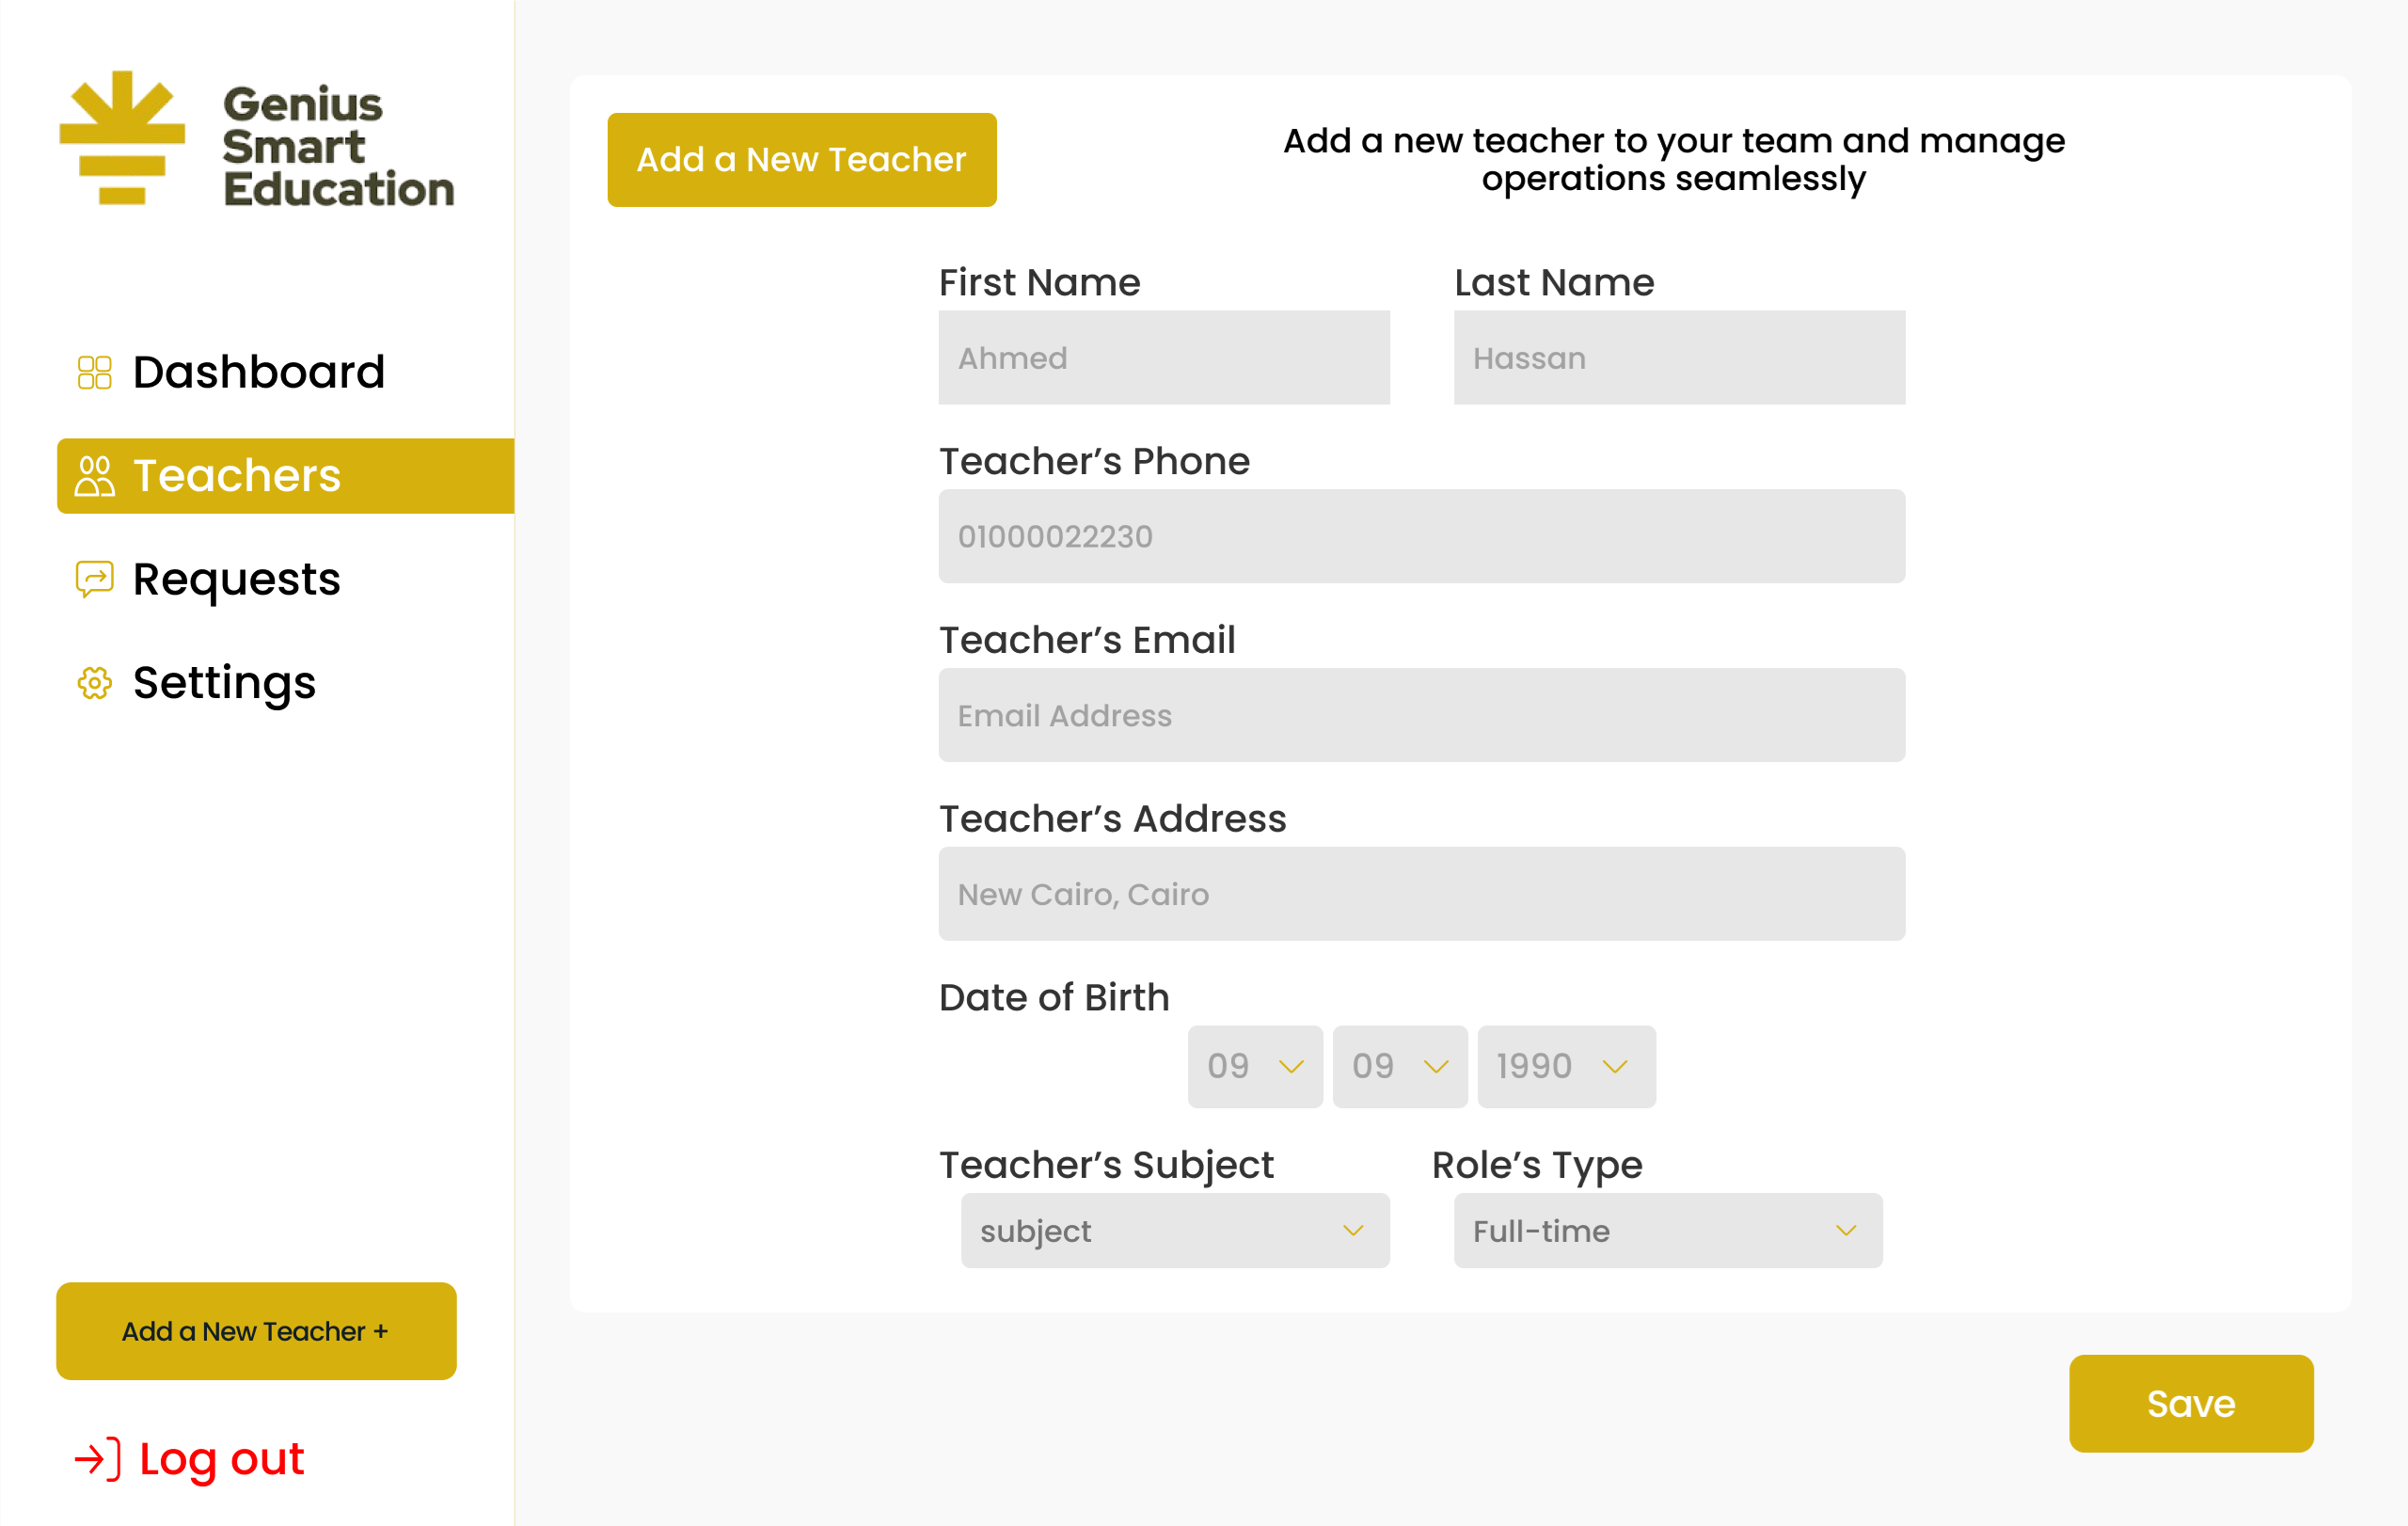 Genius
Smart
Education
Dashboard
Teachers
Requests
Settings
Add a New Teacher +
Log out
Add a New Teacher
Add a new teacher to your team and manage
operations seamlessly
First Name
Last Name
Ahmed
Hassan
Teacher’s Phone
01000022230
Teacher’s Email
Email Address
Teacher’s Address
New Cairo, Cairo
Date of Birth
09 09 1990
Teacher’s Subject
Role’s Type
subject
Full-time
Save